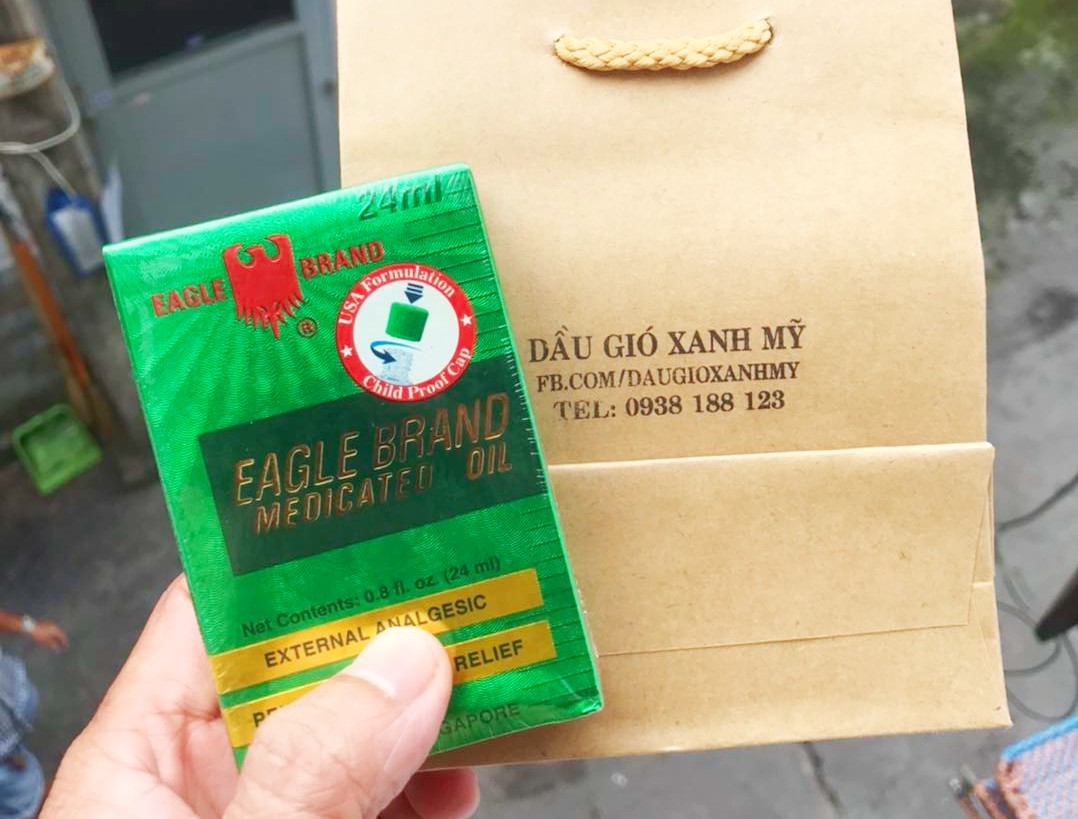 24ml
EAGLE BRAND
®
USA Formulation
Child Proof Cap
EAGLE BRAND
MEDICATED OIL
Net Contents: 0.8 fl. oz. (24 ml)
EXTERNAL ANALGESIC
RELIEF
DẦU GIÓ XANH MỸ
FB.COM/DAUGIOXANHMY
TEL: 0938 188 123